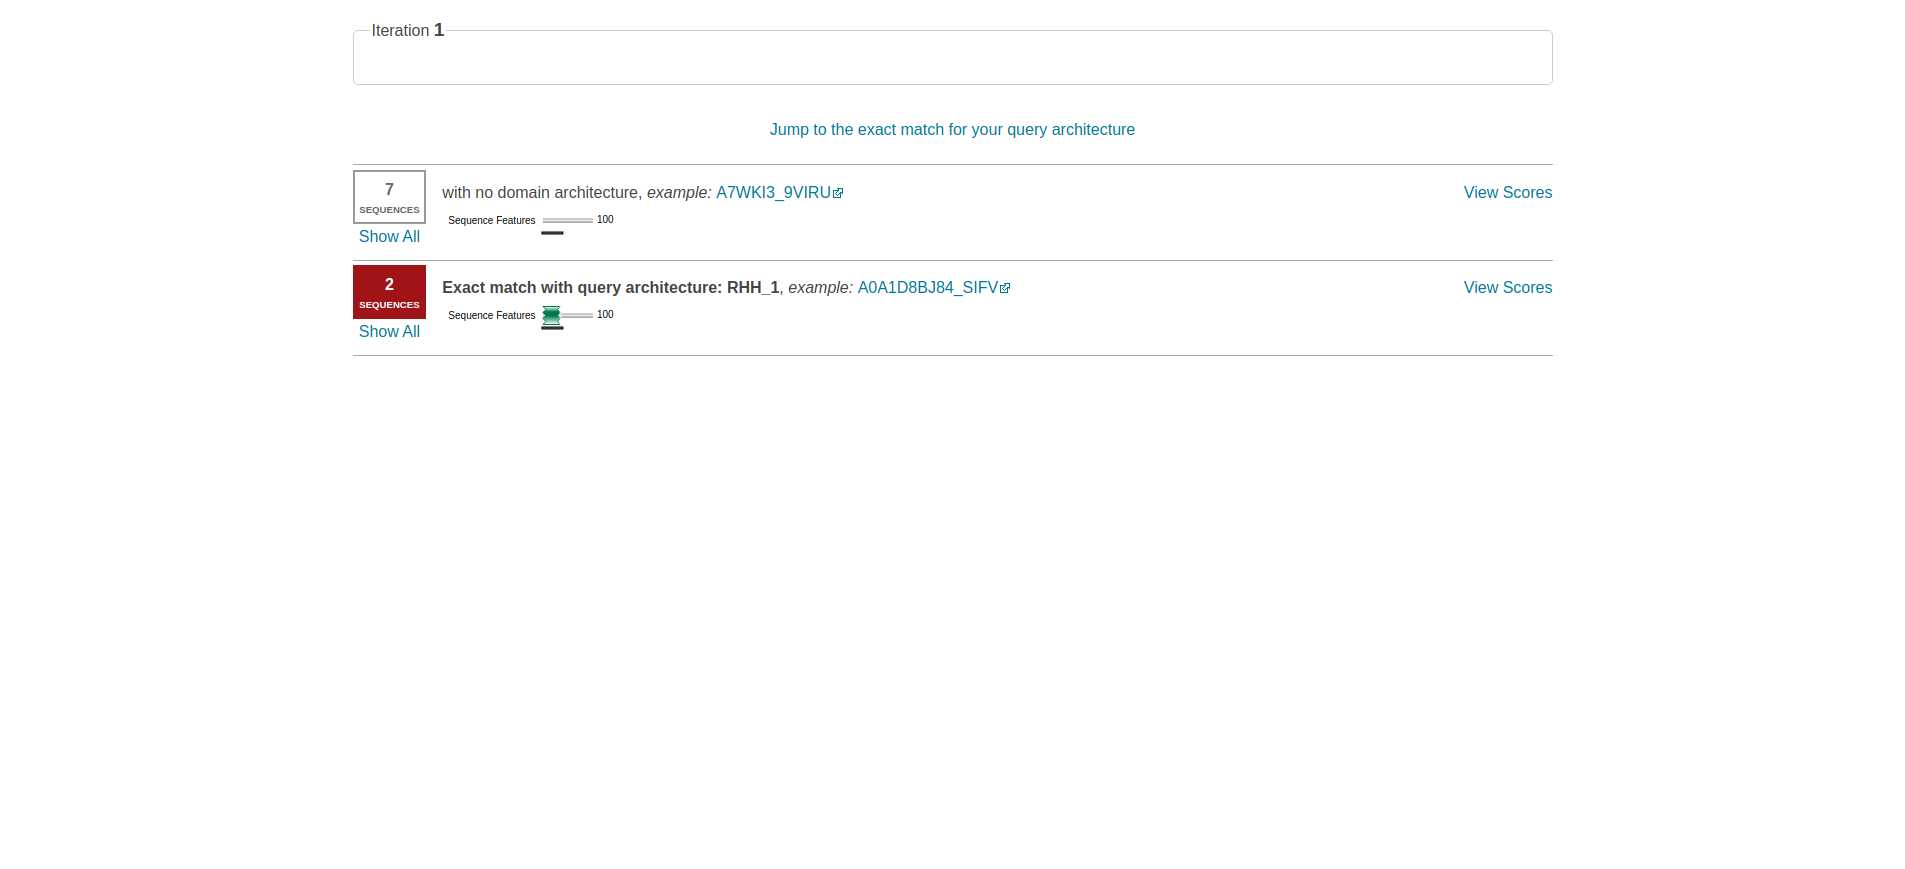 Iteration 1
Jump to the exact match for your query architecture
7
SEQUENCES
Show All
with no domain architecture, example: A7WKI3_9VIRU
View Scores
Sequence Features 100
2
SEQUENCES
Show All
Exact match with query architecture: RHH_1, example: A0A1D8BJ84_SIFV
View Scores
Sequence Features 100